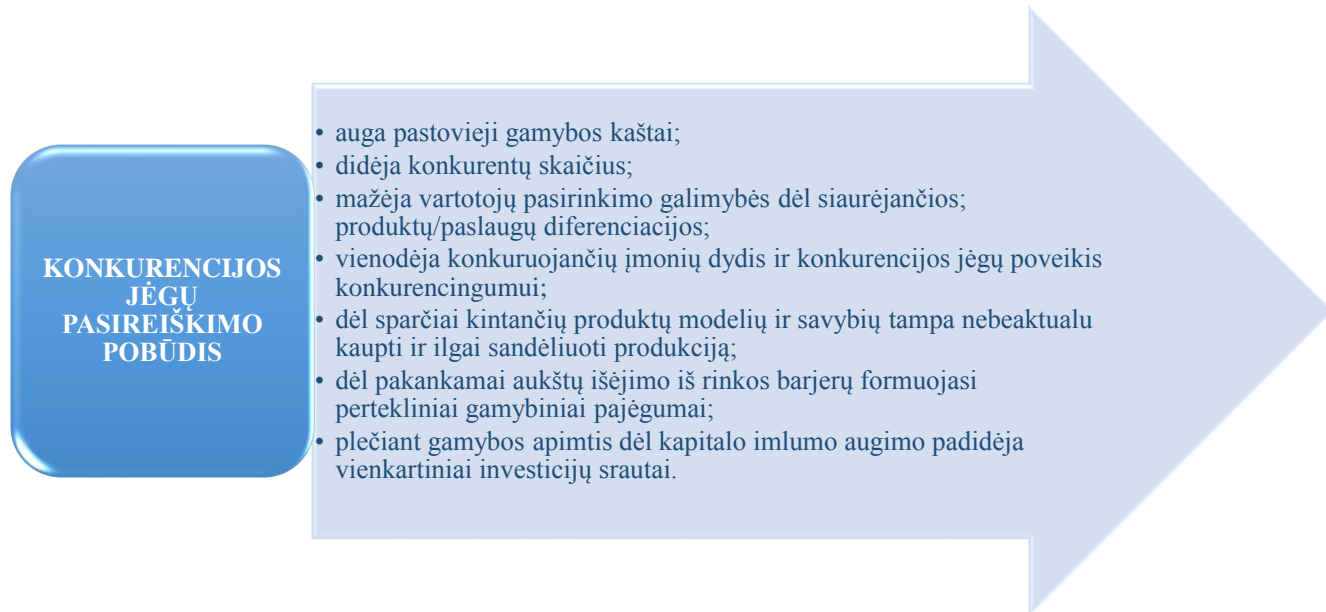 KONKURENCIJOS
JĖGŲ
PASIREIŠKIMO
POBŪDIS
• auga pastovieji gamybos kaštai;
• didėja konkurentų skaičius;
• mažėja vartotojų pasirinkimo galimybės dėl siaurėjančios;
produktų/paslaugų diferenciacijos;
• vienodėja konkuruojančių įmonių dydis ir konkurencijos jėgų poveikis
konkurencingumui;
• dėl sparčiai kintančių produktų modelių ir savybių tampa nebeaktualu
kaupti ir ilgai sandėliuoti produkciją;
• dėl pakankamai aukštų išėjimo iš rinkos barjerų formuojasi
pertekliniai gamybiniai pajėgumai;
• plečiant gamybos apimtis dėl kapitalo imlumo augimo padidėja
vienkartiniai investicijų srautai.